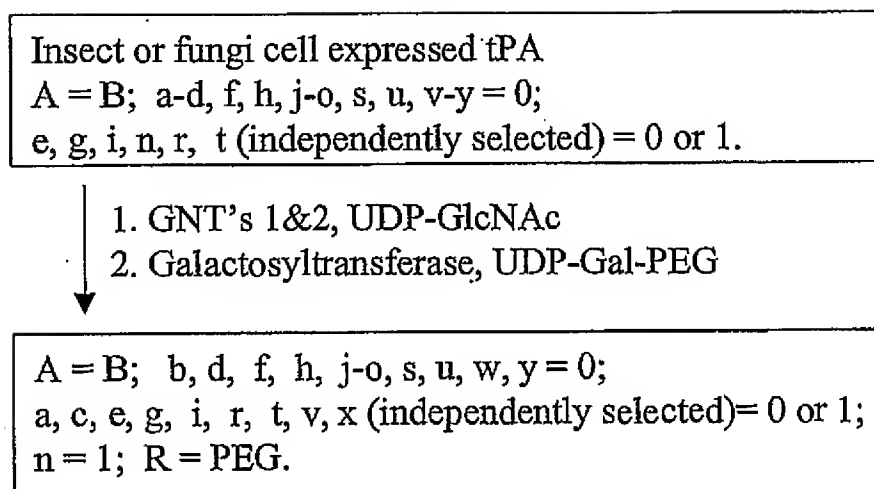 Insect or fungi cell expressed tPA
A = B; a-d, f, h, j-o, s, u, v-y = 0;
e, g, i, n, r, t (independently selected) = 0 or 1.
1. GNT's 1&2, UDP-GlcNAc
2. Galactosyltransferase, UDP-Gal-PEG
A = B; b, d, f, h, j-o, s, u, w, y = 0;
a, c, e, g, i, r, t, v, x (independently selected)= 0 or 1;
n = 1; R = PEG.